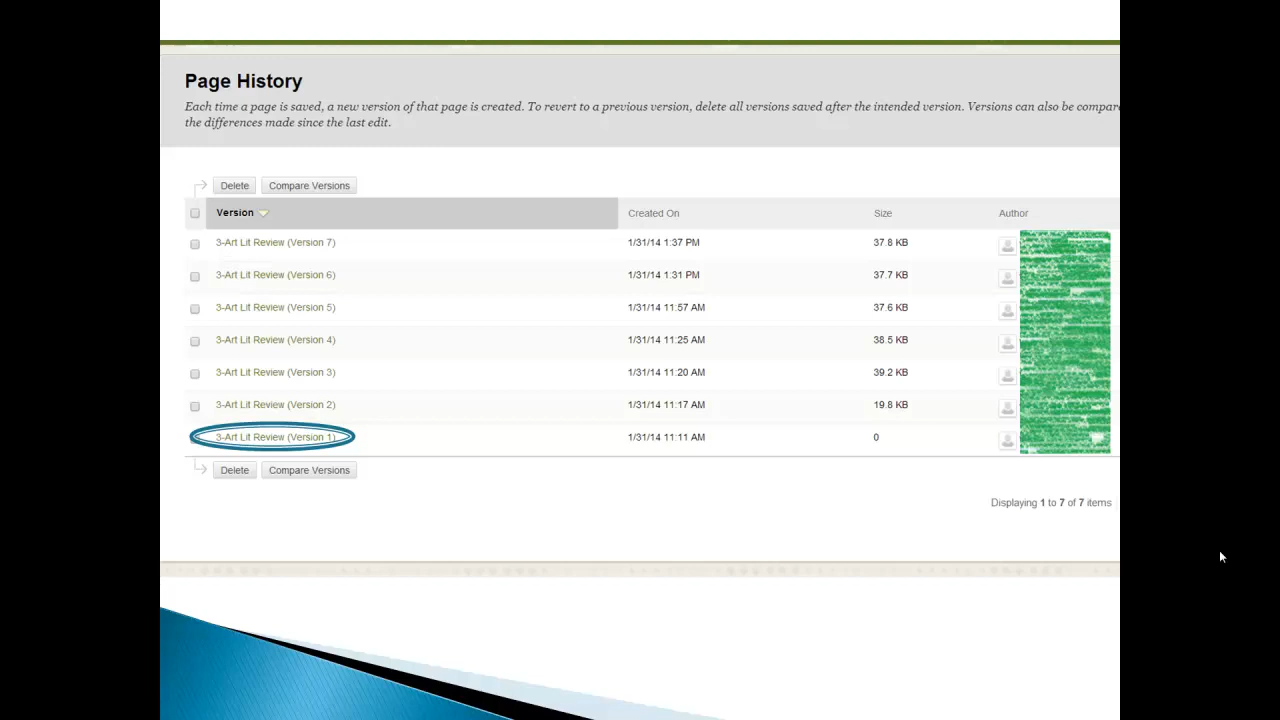 Page History
Each time a page is saved, a new version of that page is created. To revert to a previous version, delete all versions saved after the intended version. Versions can also be compare
the differences made since the last edit.
Delete Compare Versions
Version Created On Size Author
3-Art Lit Review (Version 7) 1/31/14 1:37 PM 37.8 KB
3-Art Lit Review (Version 6) 1/31/14 1:31 PM 37.7 KB
3-Art Lit Review (Version 5) 1/31/14 11:57 AM 37.6 KB
3-Art Lit Review (Version 4) 1/31/14 11:25 AM 38.5 KB
3-Art Lit Review (Version 3) 1/31/14 11:20 AM 39.2 KB
3-Art Lit Review (Version 2) 1/31/14 11:17 AM 19.8 KB
3-Art Lit Review (Version 1) 1/31/14 11:11 AM 0
Delete Compare Versions
Displaying 1 to 7 of 7 items